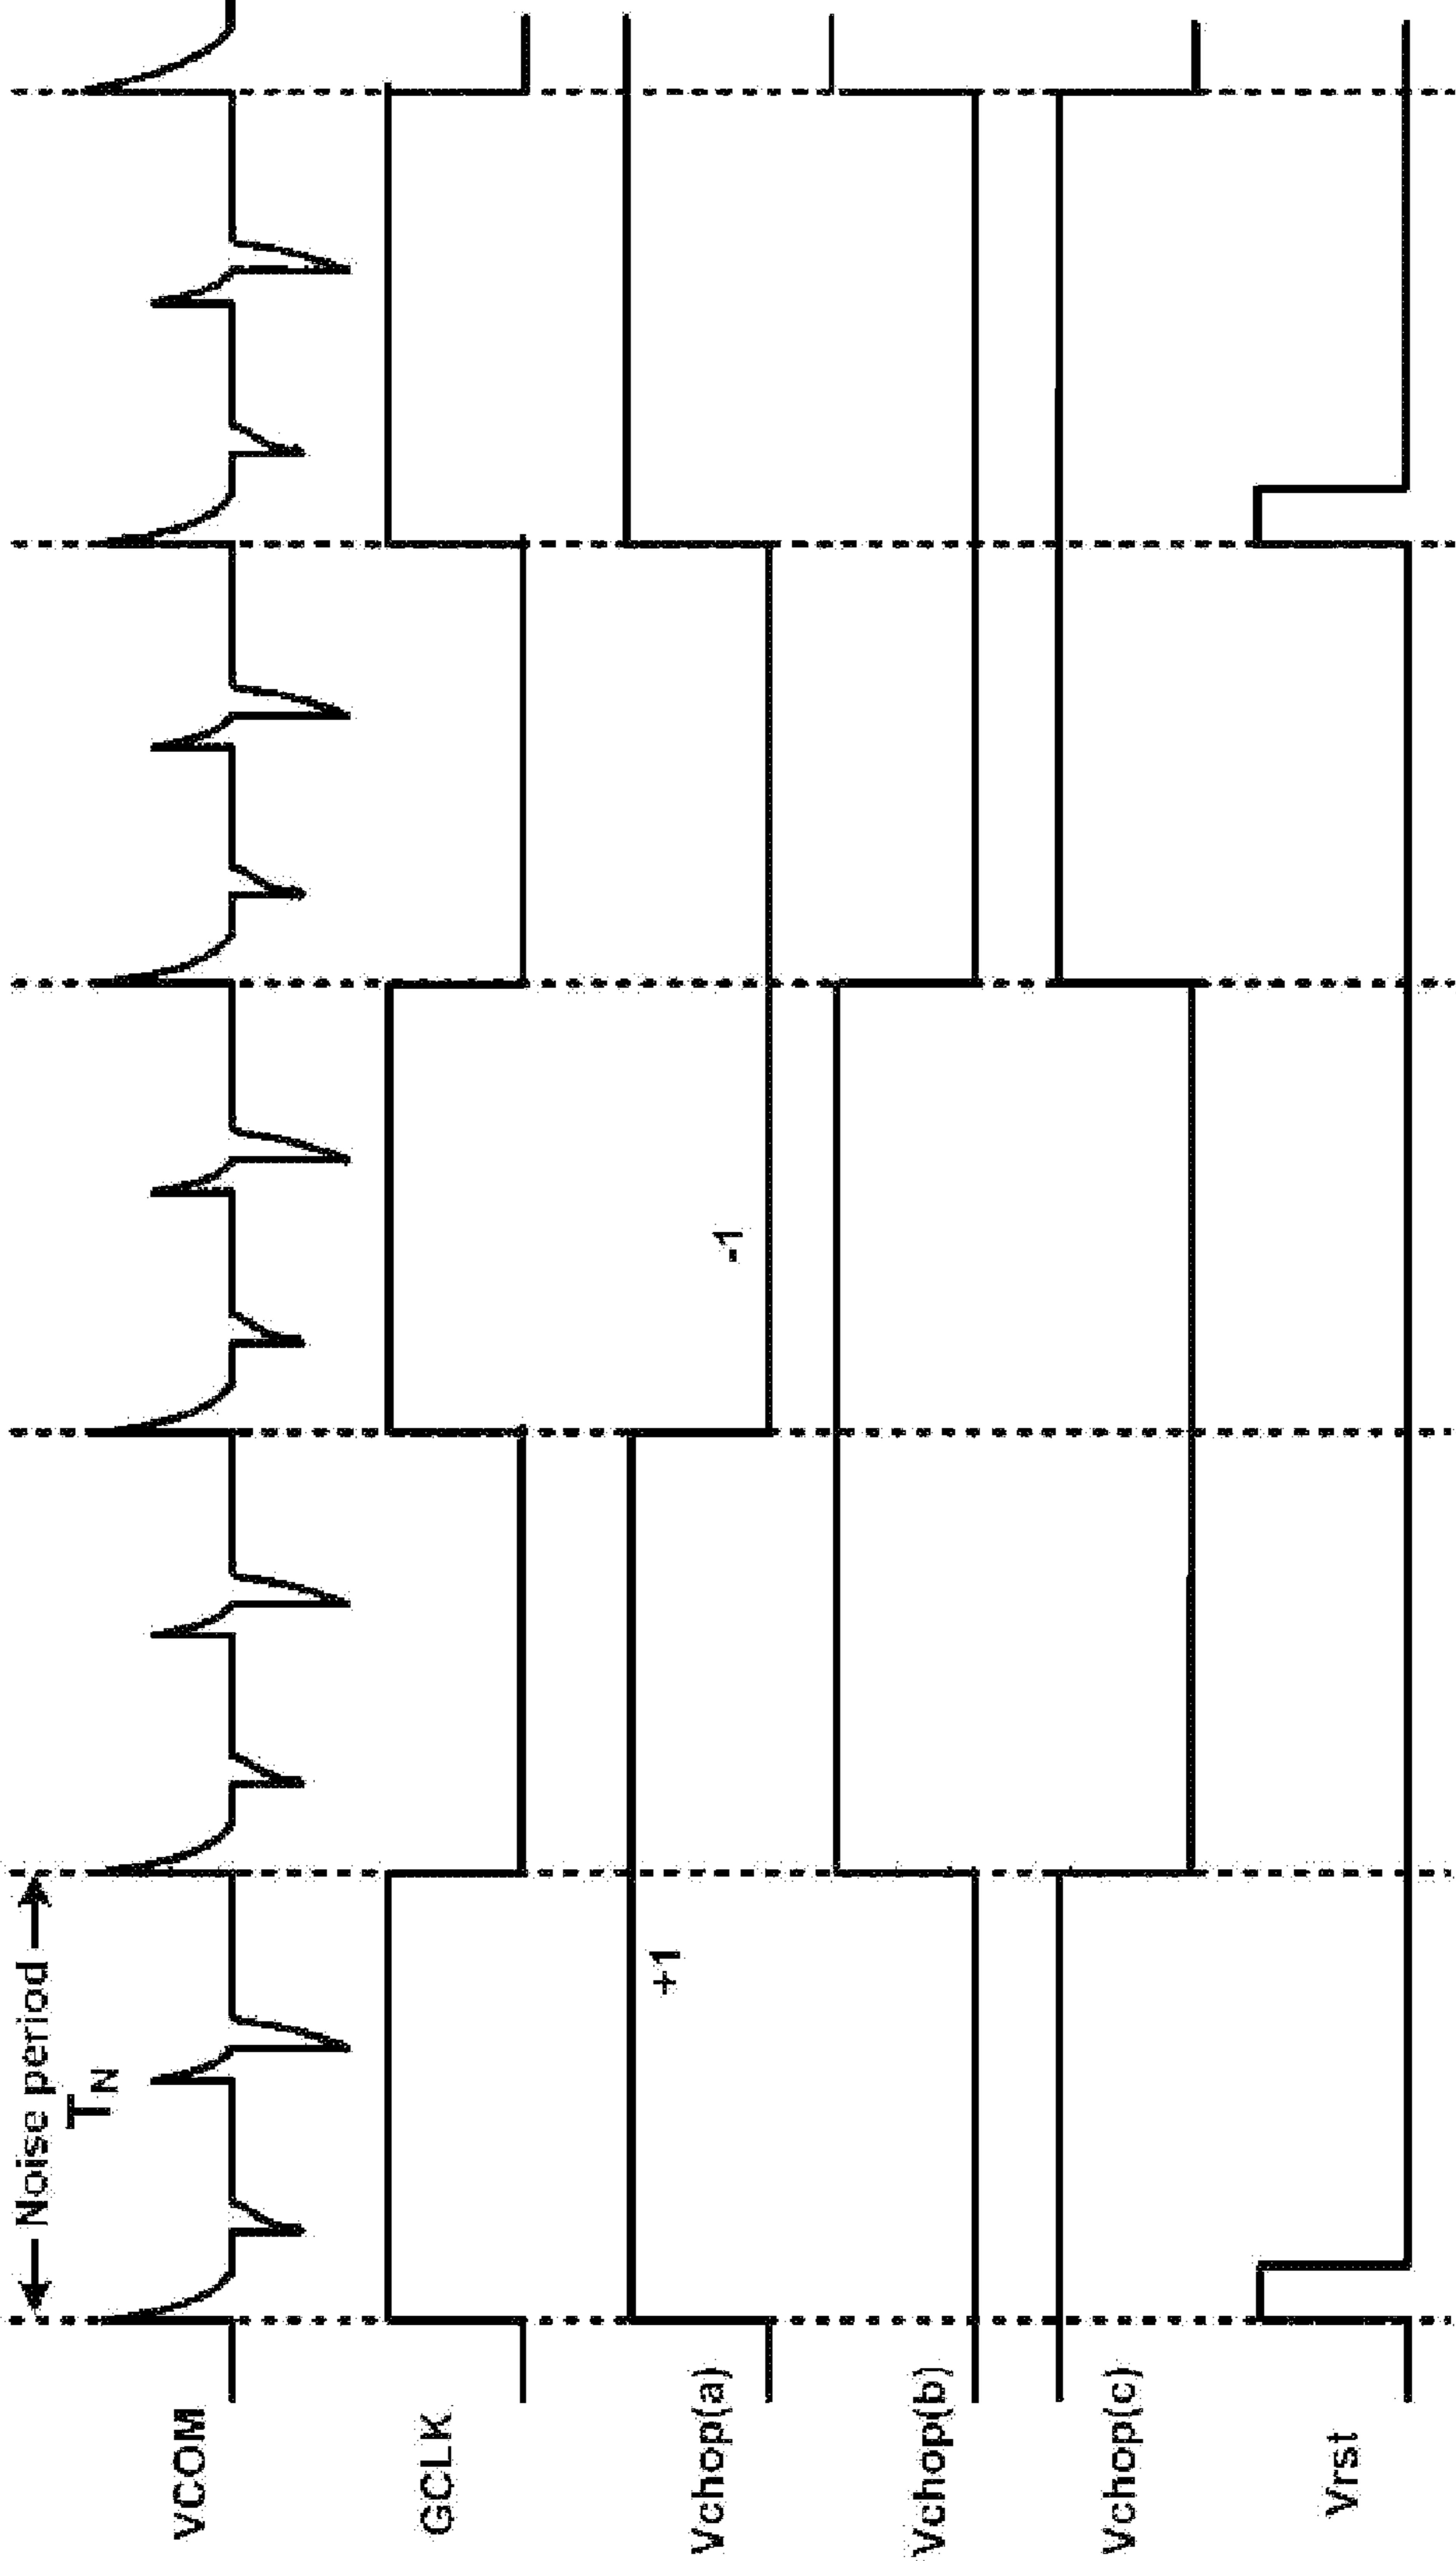 Noise period
TN
VCOM
GCLK
Vchop(a)
+1
-1
Vchop(b)
Vchop(c)
Vrst